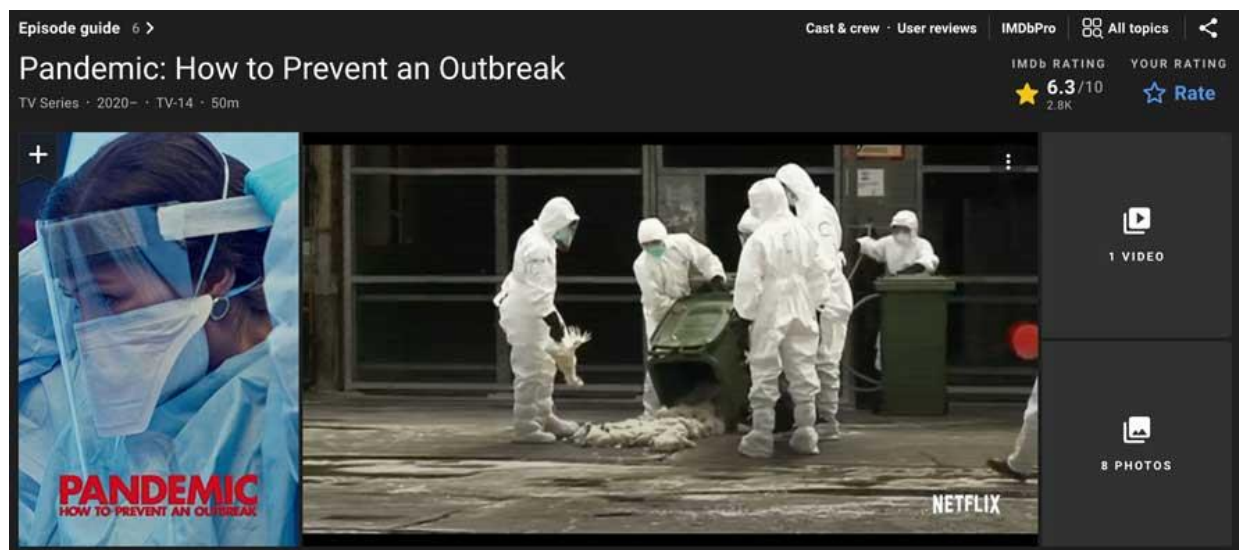 Episode guide 6
Cast & crew · User reviews IMDbPro All topics
Pandemic: How to Prevent an Outbreak
TV Series · 2020– · TV-14 · 50m
IMDb RATING
6.3/10
2.8K
YOUR RATING
Rate
PANDEMIC
HOW TO PREVENT AN OUTBREAK
NETFLIX
1 VIDEO
8 PHOTOS